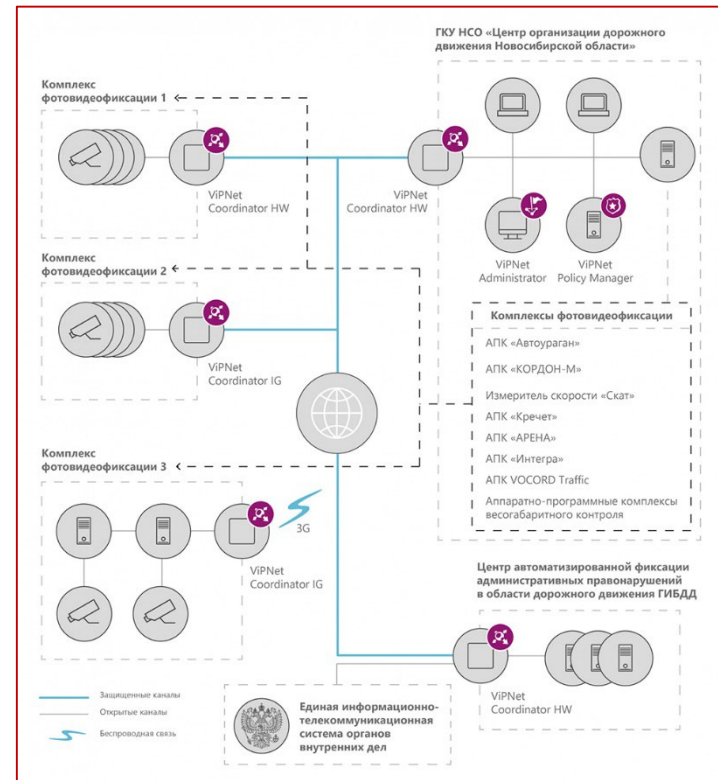 ГКУ НСО «Центр организации дорожного
движения Новосибирской области»
Комплекс
фотовидеофиксации 1
ViPNet
Coordinator HW
ViPNet
Coordinator HW
ViPNet
Administrator
ViPNet
Policy Manager
Комплекс
фотовидеофиксации 2
ViPNet
Coordinator IG
Комплексы фотовидеофиксации
АПК «Автоураган»
АПК «КОРДОН-М»
Измеритель скорости «Скат»
АПК «Кречет»
АПК «АРЕНА»
АПК «Интегра»
АПК VOCORD Traffic
Аппаратно-программные комплексы
весогабаритного контроля
Комплекс
фотовидеофиксации 3
3G
ViPNet
Coordinator IG
Центр автоматизированной фиксации
административных правонарушений
в области дорожного движения ГИБДД
ViPNet
Coordinator HW
Защищенные каналы
Открытые каналы
Беспроводная связь
Единая информационно-
телекоммуникационная
система органов
внутренних дел